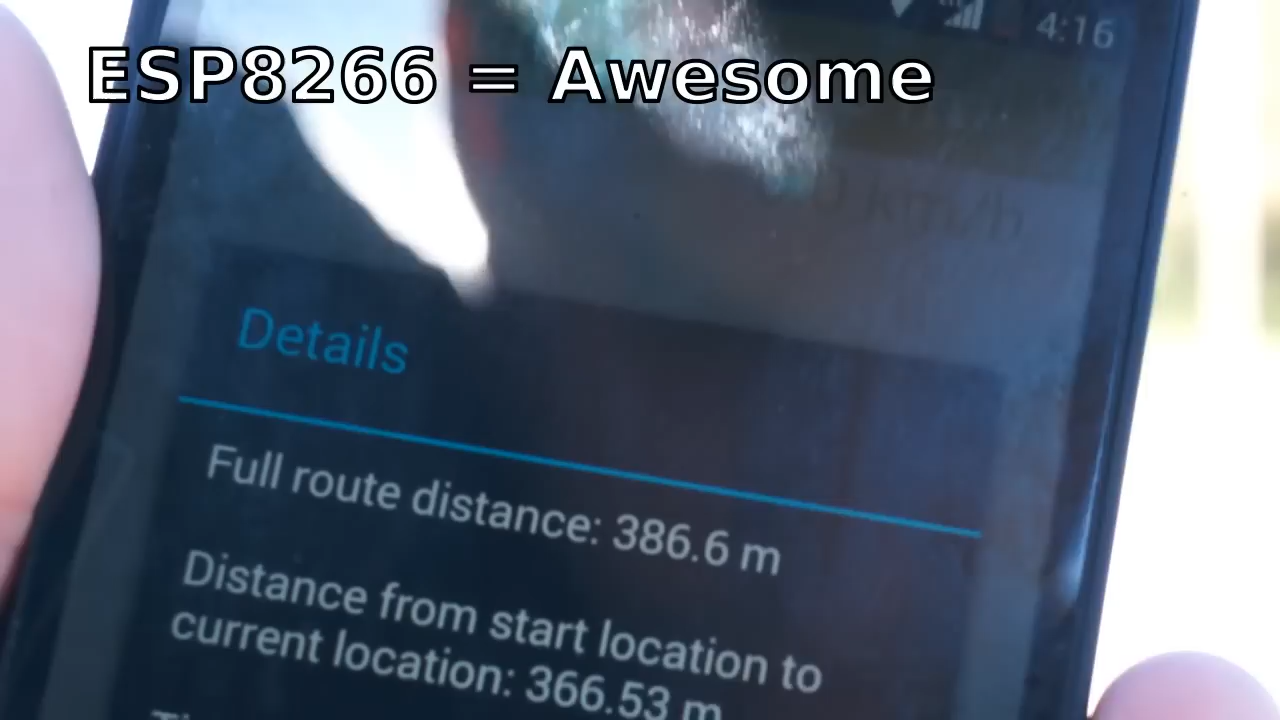 4:16
ESP8266 = Awesome
km/h
Details
Full route distance: 386.6 m
Distance from start location to
current location: 366.53 m